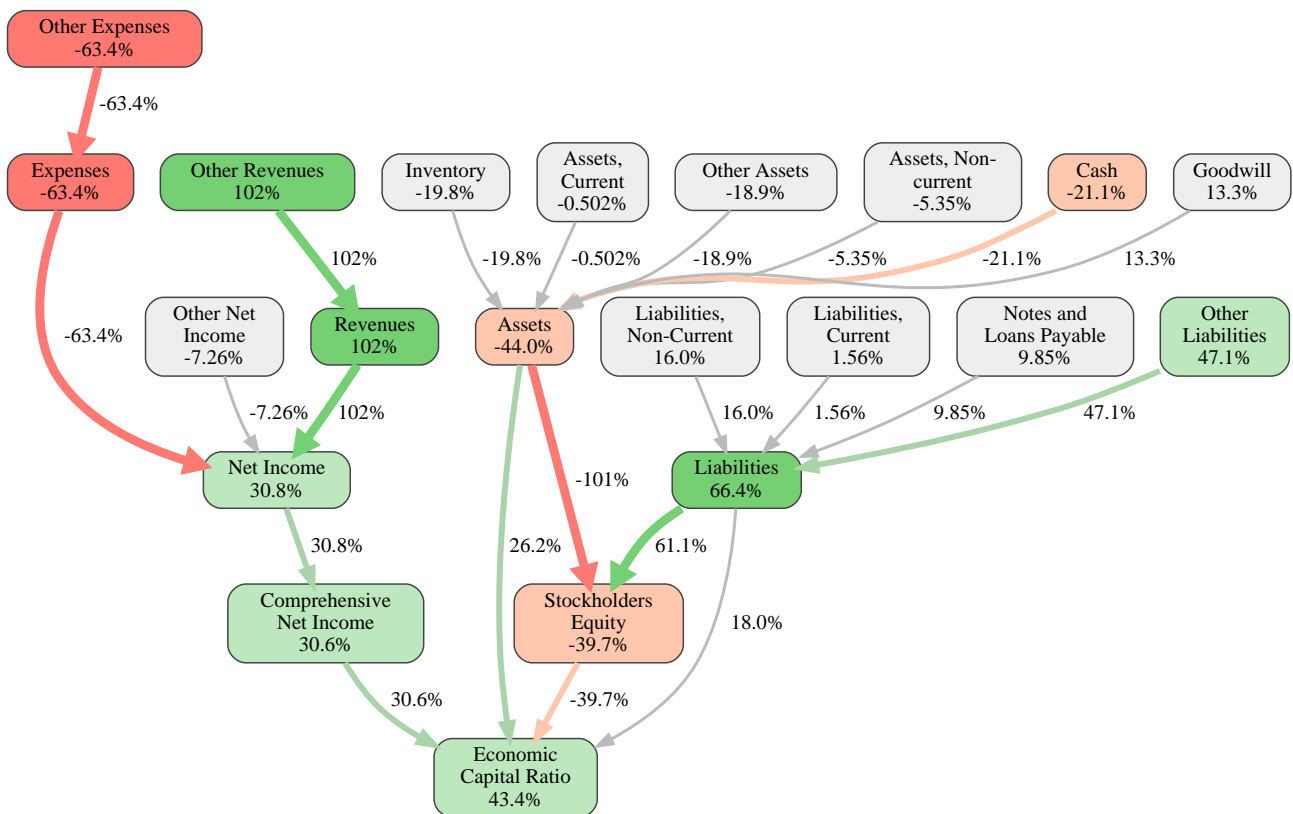 Other Expenses
-63.4%
-63.4%
Expenses
-63.4%
Other Revenues
102%
Inventory
-19.8%
Assets,
Current
-0.502%
Other Assets
-18.9%
Assets, Non-
current
-5.35%
Cash
-21.1%
Goodwill
13.3%
102%
-19.8%
-0.502%
-18.9%
-5.35%
-21.1%
13.3%
-63.4%
Other Net
Income
-7.26%
Revenues
102%
Assets
-44.0%
Liabilities,
Non-Current
16.0%
Liabilities,
Current
1.56%
Notes and
Loans Payable
9.85%
Other
Liabilities
47.1%
-7.26%
102%
16.0%
1.56%
9.85%
47.1%
Net Income
30.8%
-101%
Liabilities
66.4%
30.8%
26.2%
61.1%
Comprehensive
Net Income
30.6%
Stockholders
Equity
-39.7%
18.0%
30.6%
-39.7%
Economic
Capital Ratio
43.4%